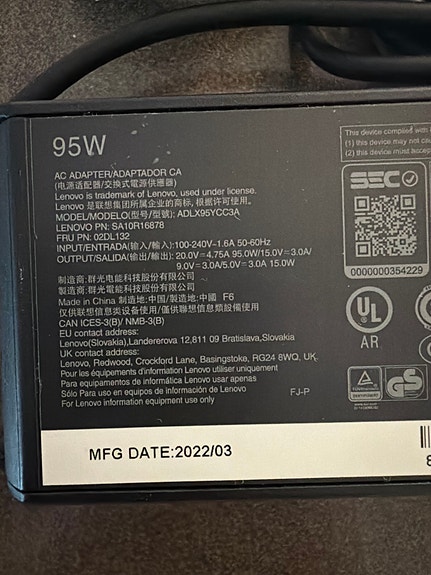 95W
AC ADAPTER/ADAPTADOR CA
(电源适配器/交換式電源供應器)
Lenovo is trademark of Lenovo, used under license.
Lenovo 是联想集团所属企业的商标, 根据许可使用。
MODEL/MODELO(型号/型號): ADLX95YCC3A
LENOVO PN: SA10R16878
FRU PN: 02DL132
INPUT/ENTRADA(输入/輸入):100-240V~1.6A 50-60Hz
OUTPUT/SALIDA(输出/輸出): 20.0V⎓4.75A 95.0W/15.0V⎓3.0A/
9.0V⎓3.0A/5.0V⎓3.0A 15.0W
制造商: 群光电能科技股份有限公司
製造商: 群光電能科技股份有限公司
Made in China 制造地:中国/製造地:中國 F6
仅供联想信息类设备使用/僅供聯想信息類設備使用
CAN ICES-3(B)/ NMB-3(B)
EU contact address:
Lenovo(Slovakia),Landererova 12,811 09 Bratislava,Slovakia
UK contact address:
Lenovo, Redwood, Crockford Lane, Basingstoke, RG24 8WQ, UK
Pour les équipements d'information Lenovo utiliser uniquement
Para equipamentos de informática Lenovo usar apenas
Sólo Para uso en equipos de información de Lenovo
For Lenovo information equipment use only
FJ-P
This device complied with
(1) this device may not cau
(2) this device must accep
SEC
0000000354229
UL
AR
GS
MFG DATE:2022/03
8